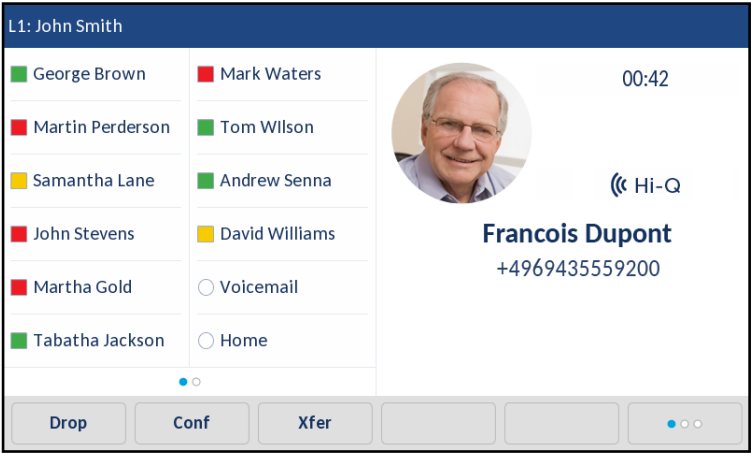 L1: John Smith
George Brown
Martin Perderson
Samantha Lane
John Stevens
Martha Gold
Tabatha Jackson
Mark Waters
Tom WIlson
Andrew Senna
David Williams
Voicemail
Home
00:42
Hi-Q
Francois Dupont
+4969435559200
Drop
Conf
Xfer